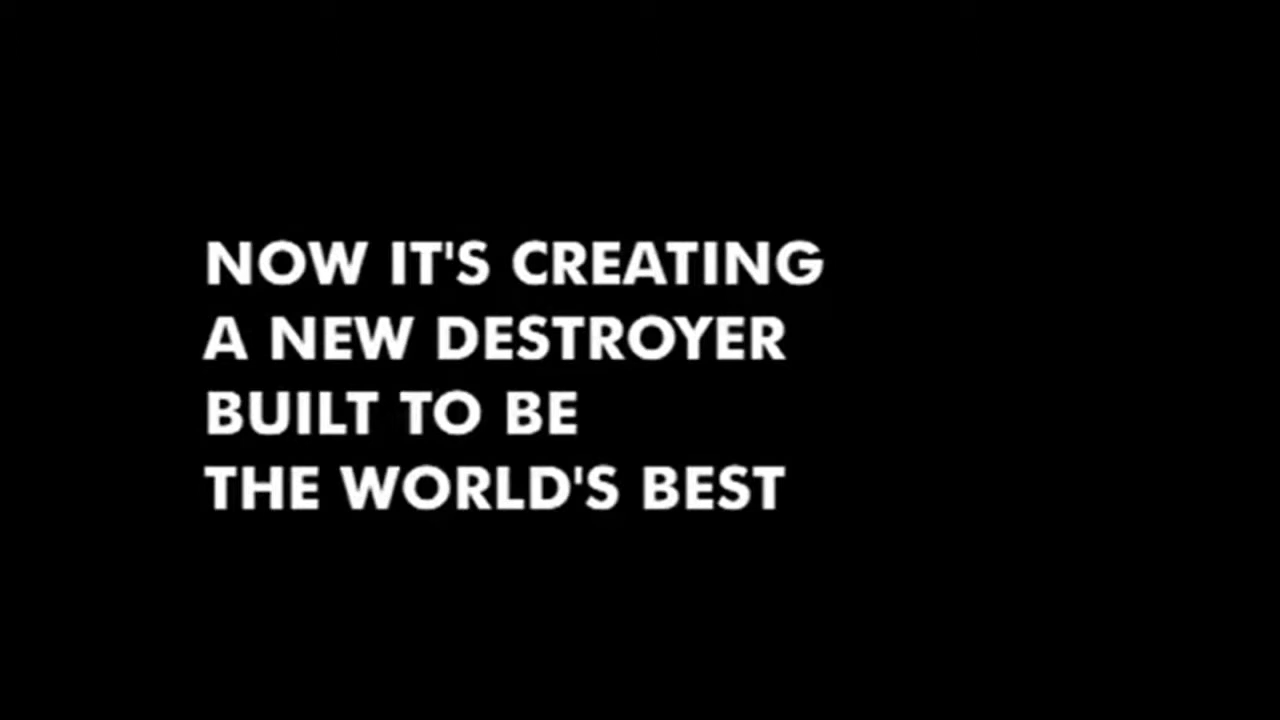 NOW IT'S CREATING
A NEW DESTROYER
BUILT TO BE
THE WORLD'S BEST